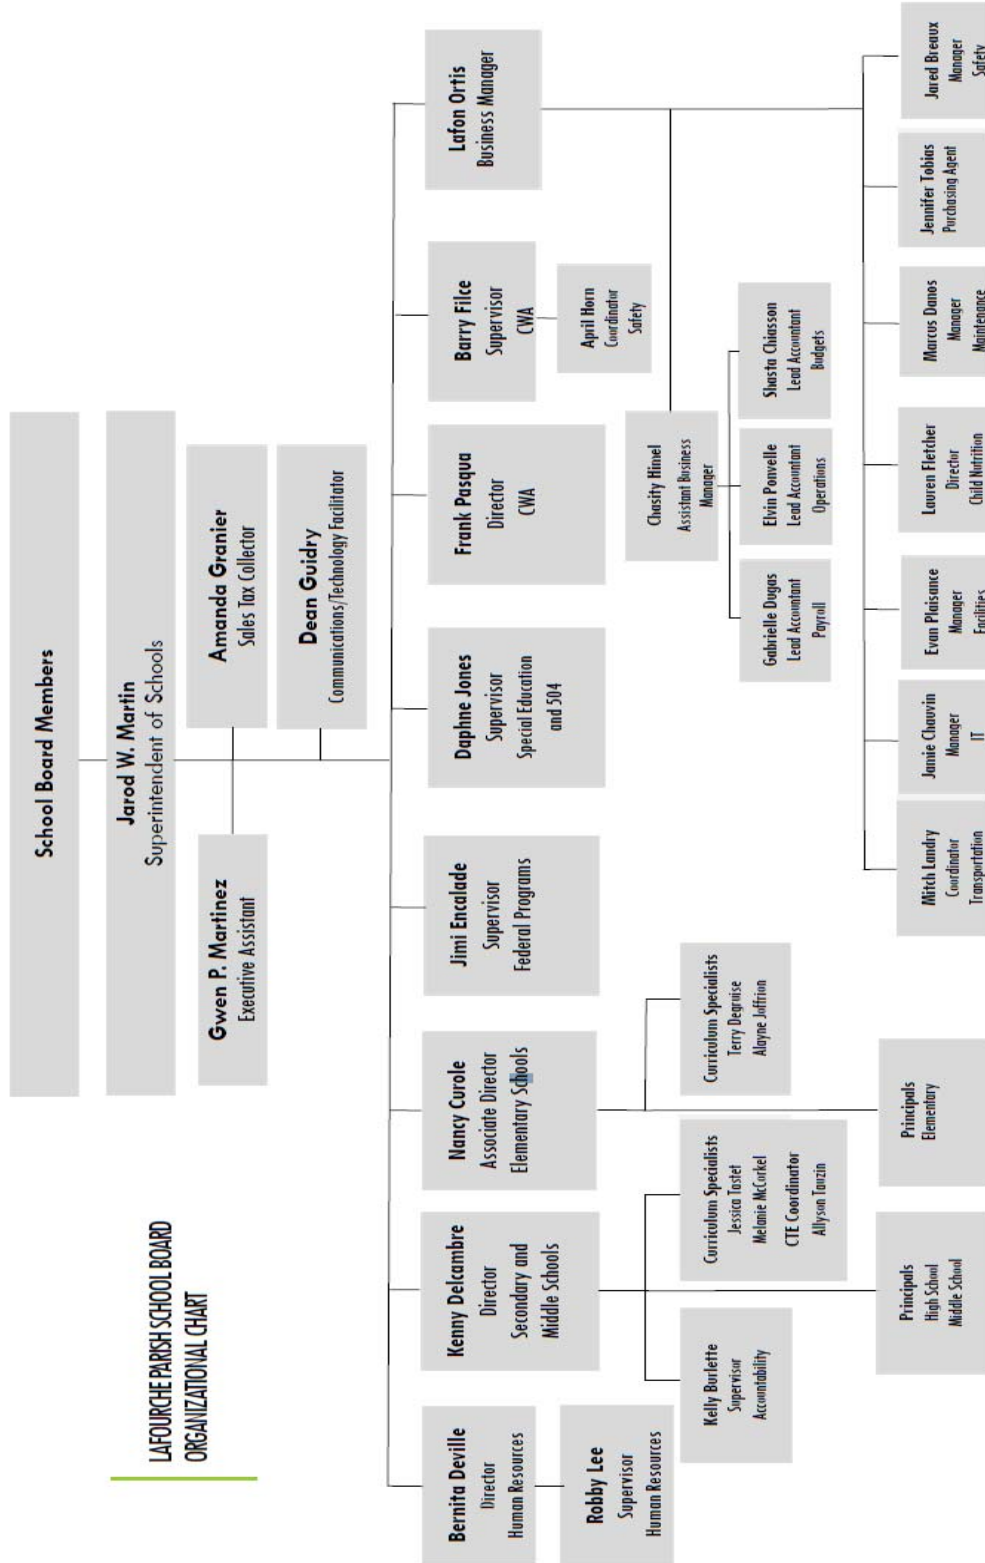 LAFOURCHE PARISH SCHOOL BOARD
ORGANIZATIONAL CHART
School Board Members
Jarod W. Martin
Superintendent of Schools
Gwen P. Martinez
Executive Assistant
Amanda Granier
Sales Tax Collector
Dean Guidry
Communications/Technology Facilitator
Bernita Deville
Director
Human Resources
Kenny Delcambre
Director
Secondary and
Middle Schools
Nancy Curole
Associate Director
Elementary Schools
Jimi Encalade
Supervisor
Federal Programs
Daphne Jones
Supervisor
Special Education
and 504
Frank Pasqua
Director
CWA
Barry Filce
Supervisor
CWA
Lafon Ortis
Business Manager
Robby Lee
Supervisor
Human Resources
April Horn
Coordinator
Safety
Kelly Burlette
Supervisor
Accountability
Curriculum Specialists
Jessica Tastet
Melanie McCorkel
CTE Coordinator
Allyson Tauzin
Curriculum Specialists
Terry Degruise
Alayne Joffrion
Chasity Himel
Assistant Business
Manager
Gabrielle Dugas
Lead Accountant
Payroll
Elvin Ponvelle
Lead Accountant
Operations
Shasta Chiasson
Lead Accountant
Budgets
Principals
High School
Middle School
Principals
Elementary
Mitch Landry
Coordinator
Transportation
Jamie Chauvin
Manager
IT
Evan Plaisance
Manager
Facilities
Lauren Fletcher
Director
Child Nutrition
Marcus Danos
Manager
Maintenance
Jennifer Tobias
Purchasing Agent
Jared Breaux
Manager
Safety